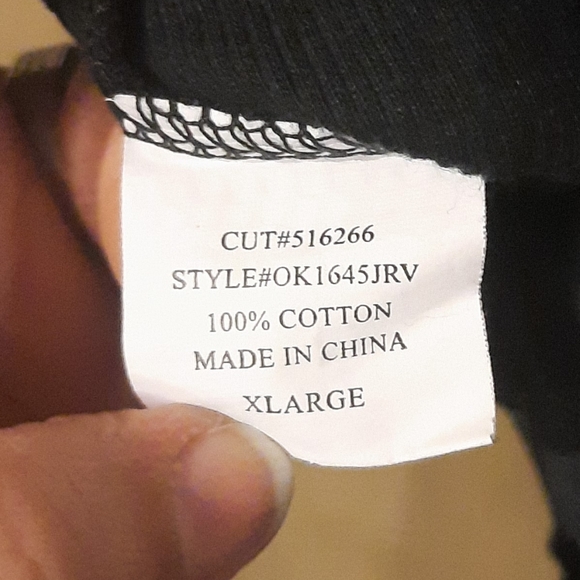 CUT#516266
STYLE#OK1645JRV
100% COTTON
MADE IN CHINA
XLARGE